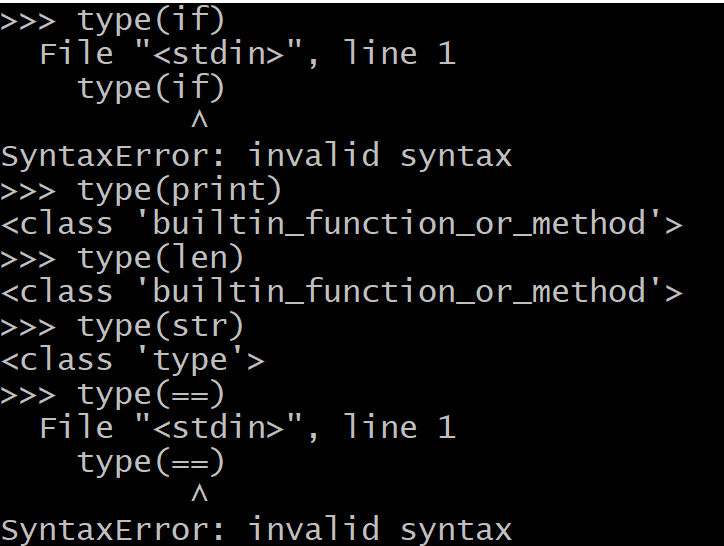 >>> type(if)
  File "<stdin>", line 1
    type(if)
          ^
SyntaxError: invalid syntax
>>> type(print)
<class 'builtin_function_or_method'>
>>> type(len)
<class 'builtin_function_or_method'>
>>> type(str)
<class 'type'>
>>> type(==)
  File "<stdin>", line 1
    type(==)
          ^
SyntaxError: invalid syntax